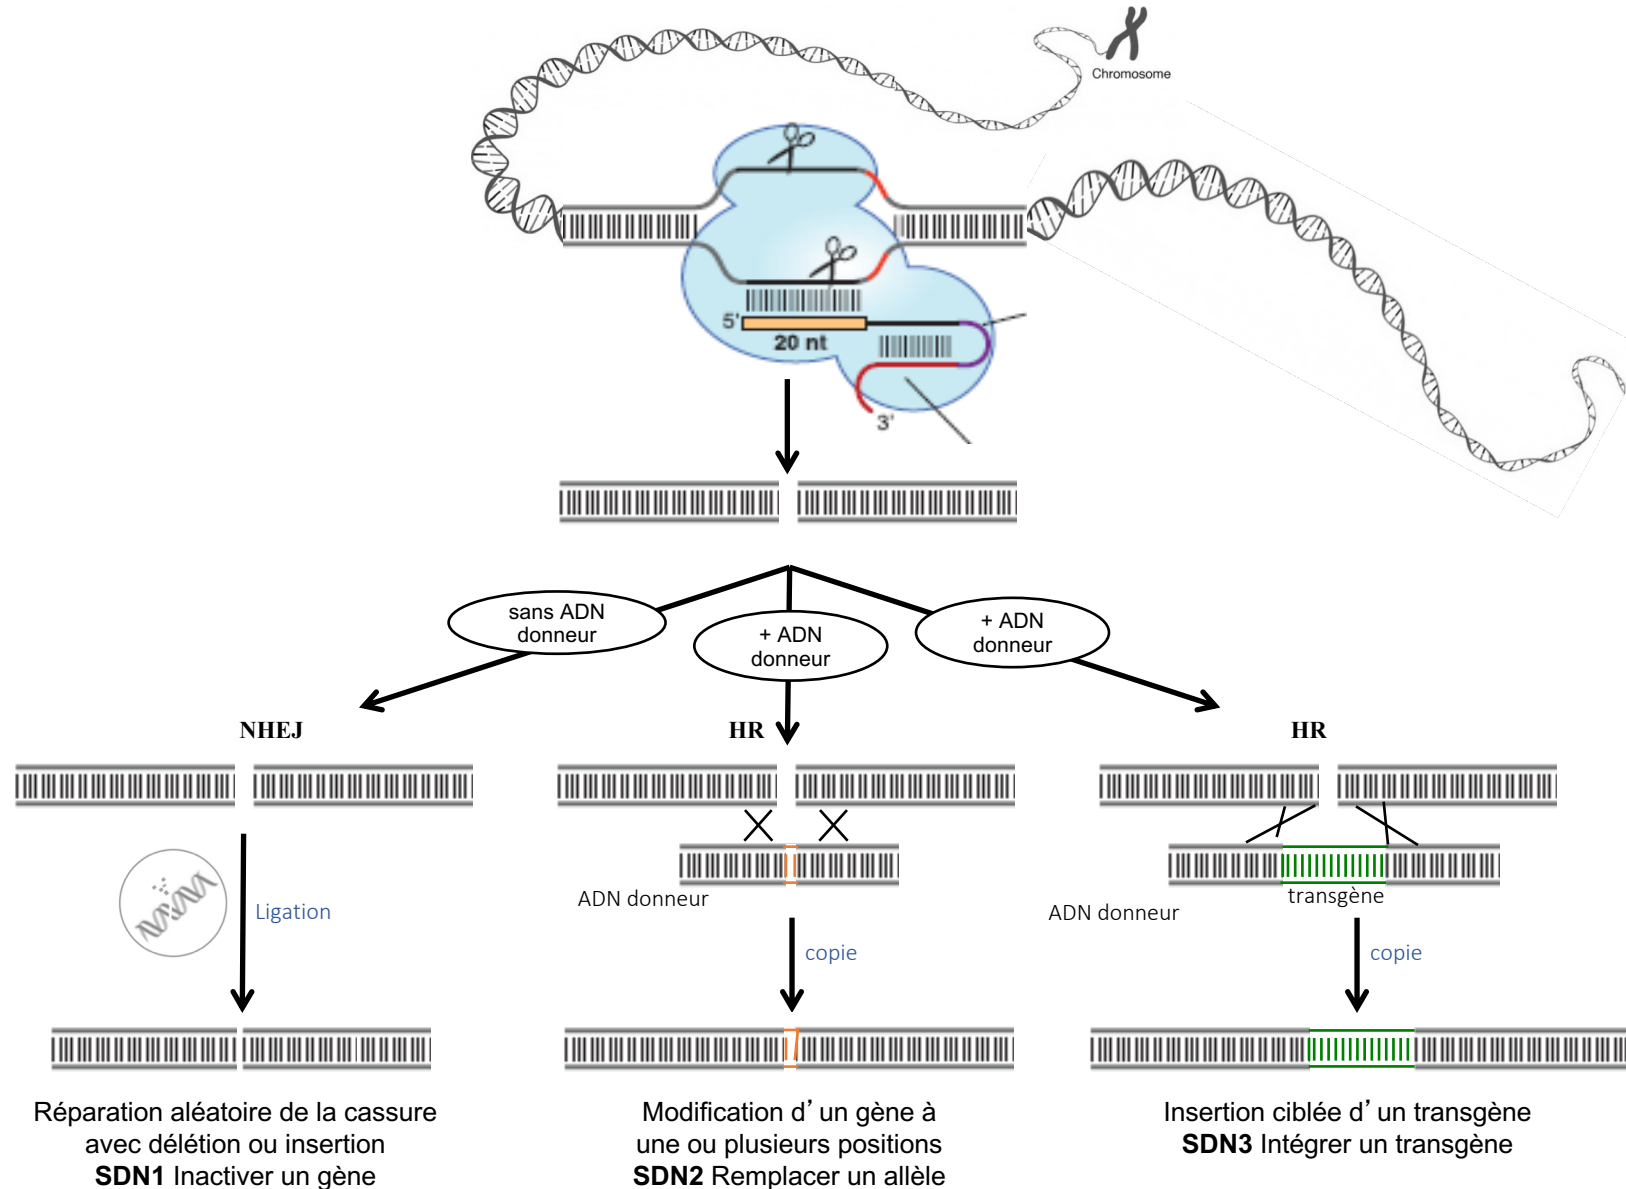 Chromosome
5'
20 nt
3'
sans ADN
donneur
+ ADN
donneur
+ ADN
donneur
NHEJ
HR
HR
Ligation
ADN donneur
copie
transgène
ADN donneur
copie
Réparation aléatoire de la cassure
avec délétion ou insertion
SDN1 Inactiver un gène
Modification d’ un gène à
une ou plusieurs positions
SDN2 Remplacer un allèle
Insertion ciblée d’ un transgène
SDN3 Intégrer un transgène